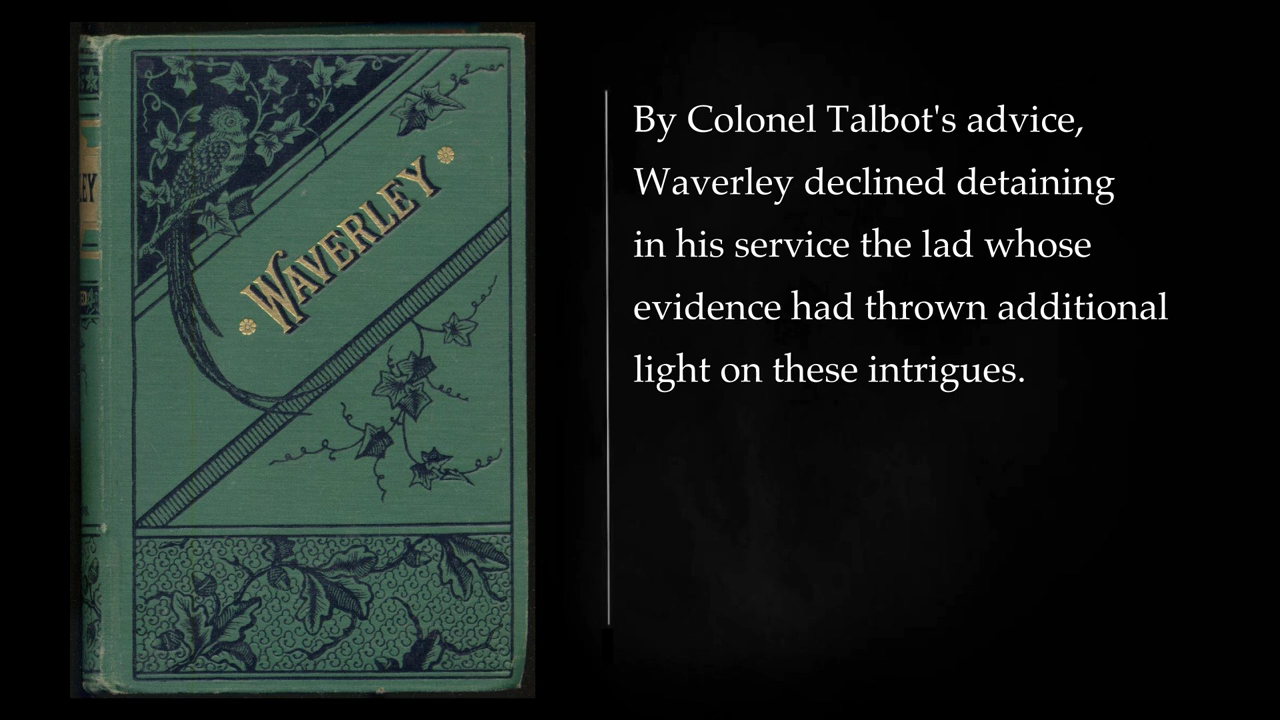 WAVERLEY
By Colonel Talbot's advice,
Waverley declined detaining
in his service the lad whose
evidence had thrown additional
light on these intrigues.